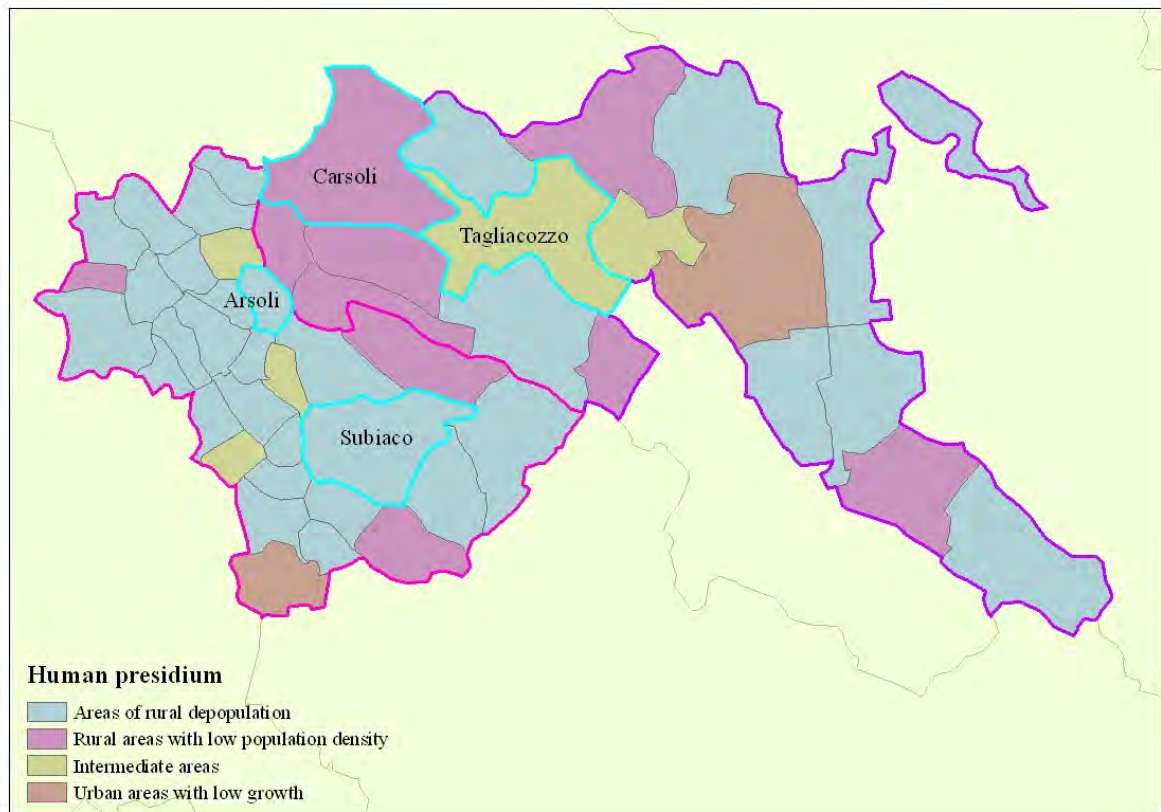 Carsoli
Tagliacozzo
Arsoli
Subiaco
Human presidium
Areas of rural depopulation
Rural areas with low population density
Intermediate areas
Urban areas with low growth